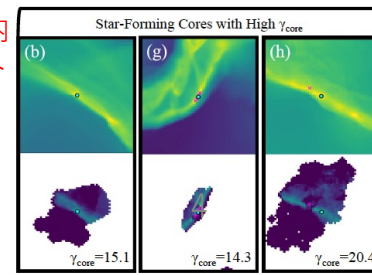 Star-Forming Cores with High γcore
(b) (g) (h)
γcore=15.1 γcore=14.3 γcore=20.4